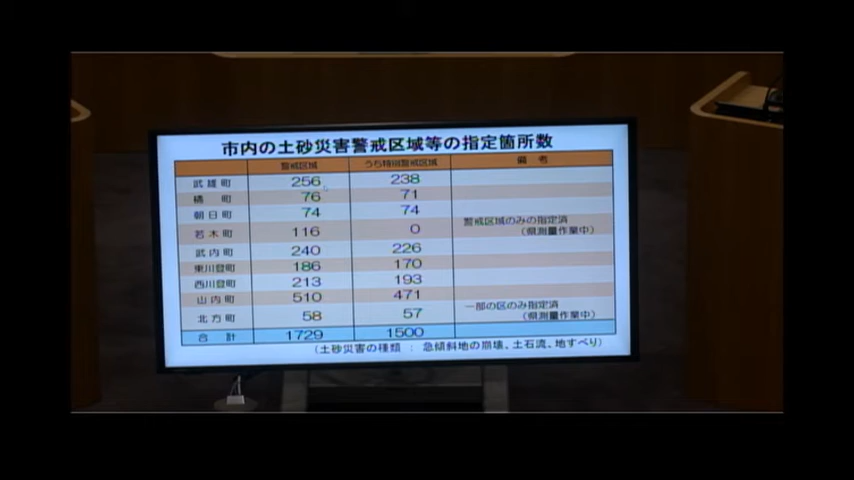 市内の土砂災害警戒区域等の指定箇所数
警戒区域 うち特別警戒区域 備 考
武雄町 256 238
橘 町 76 71
朝日町 74 74
若木町 116 0 警戒区域のみの指定済
(県測量作業中)
武内町 240 226
東川登町 186 170
西川登町 213 193
山内町 510 471
北方町 58 57 一部の区のみ指定済
(県測量作業中)
合 計 1729 1500
(土砂災害の種類 : 急傾斜地の崩壊、土石流、地すべり)